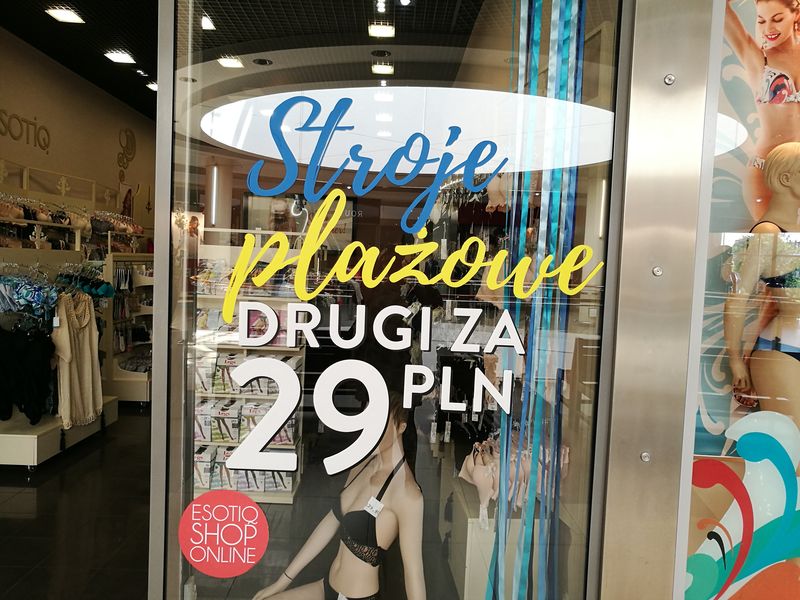 ESOTIQ
Stroje
plażowe
DRUGI ZA
29 PLN
ESOTIQ
SHOP
ONLINE